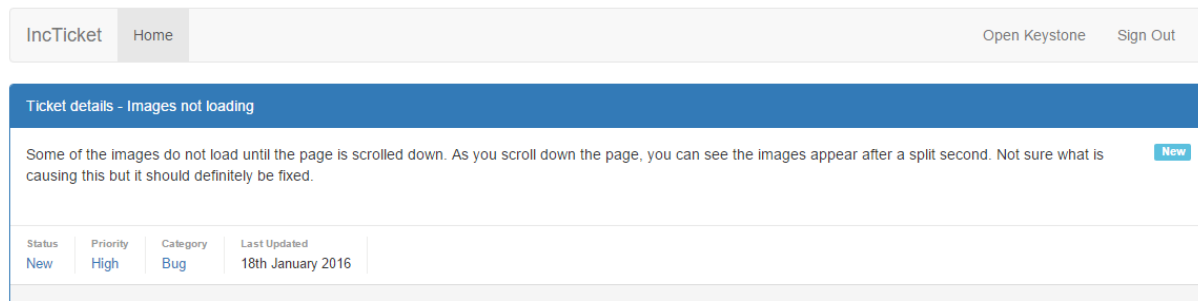 IncTicket Home Open Keystone Sign Out
Ticket details - Images not loading
Some of the images do not load until the page is scrolled down. As you scroll down the page, you can see the images appear after a split second. Not sure what is
causing this but it should definitely be fixed.
New
Status Priority Category Last Updated
New High Bug 18th January 2016